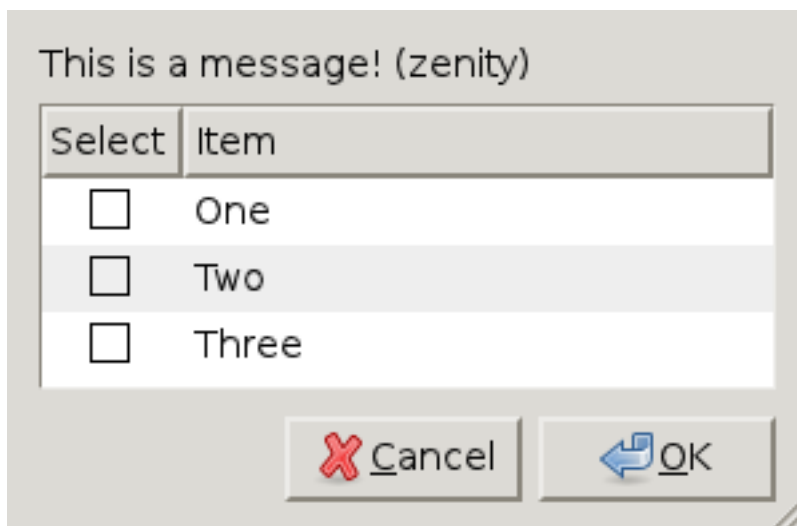 This is a message! (zenity)
Select Item
One
Two
Three
Cancel OK